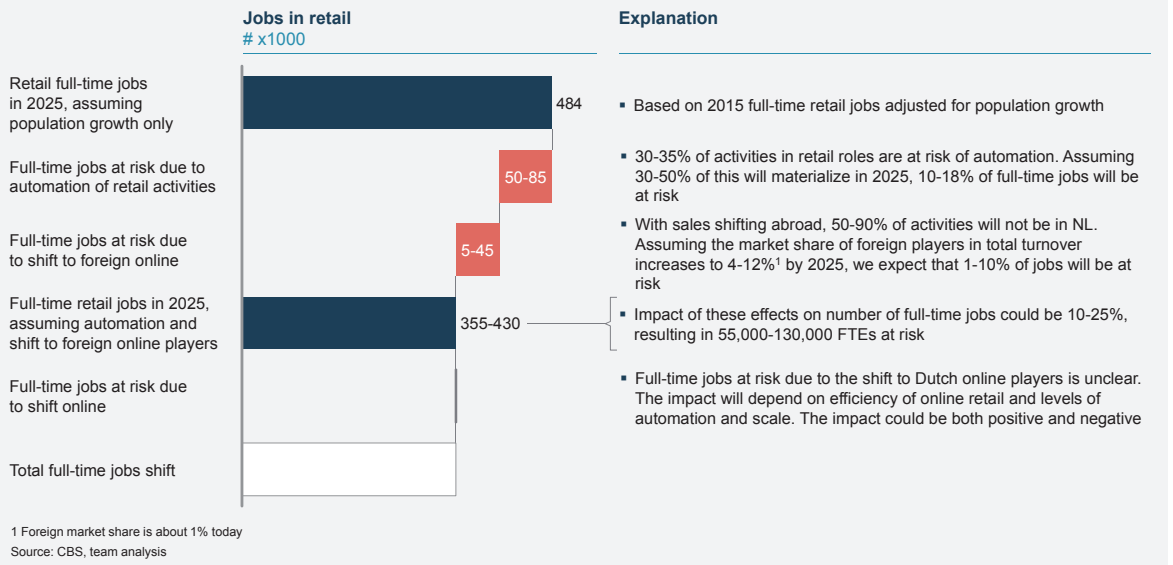 Jobs in retail
# x1000
Explanation
Retail full-time jobs
in 2025, assuming
population growth only
484
▪ Based on 2015 full-time retail jobs adjusted for population growth
Full-time jobs at risk due to
automation of retail activities
50-85
▪ 30-35% of activities in retail roles are at risk of automation. Assuming
30-50% of this will materialize in 2025, 10-18% of full-time jobs will be
at risk
Full-time jobs at risk due
to shift to foreign online
5-45
▪ With sales shifting abroad, 50-90% of activities will not be in NL.
Assuming the market share of foreign players in total turnover
increases to 4-12%¹ by 2025, we expect that 1-10% of jobs will be at
risk
Full-time retail jobs in 2025,
assuming automation and
shift to foreign online players
355-430
▪ Impact of these effects on number of full-time jobs could be 10-25%,
resulting in 55,000-130,000 FTEs at risk
Full-time jobs at risk due
to shift online
▪ Full-time jobs at risk due to the shift to Dutch online players is unclear.
The impact will depend on efficiency of online retail and levels of
automation and scale. The impact could be both positive and negative
Total full-time jobs shift
1 Foreign market share is about 1% today
Source: CBS, team analysis